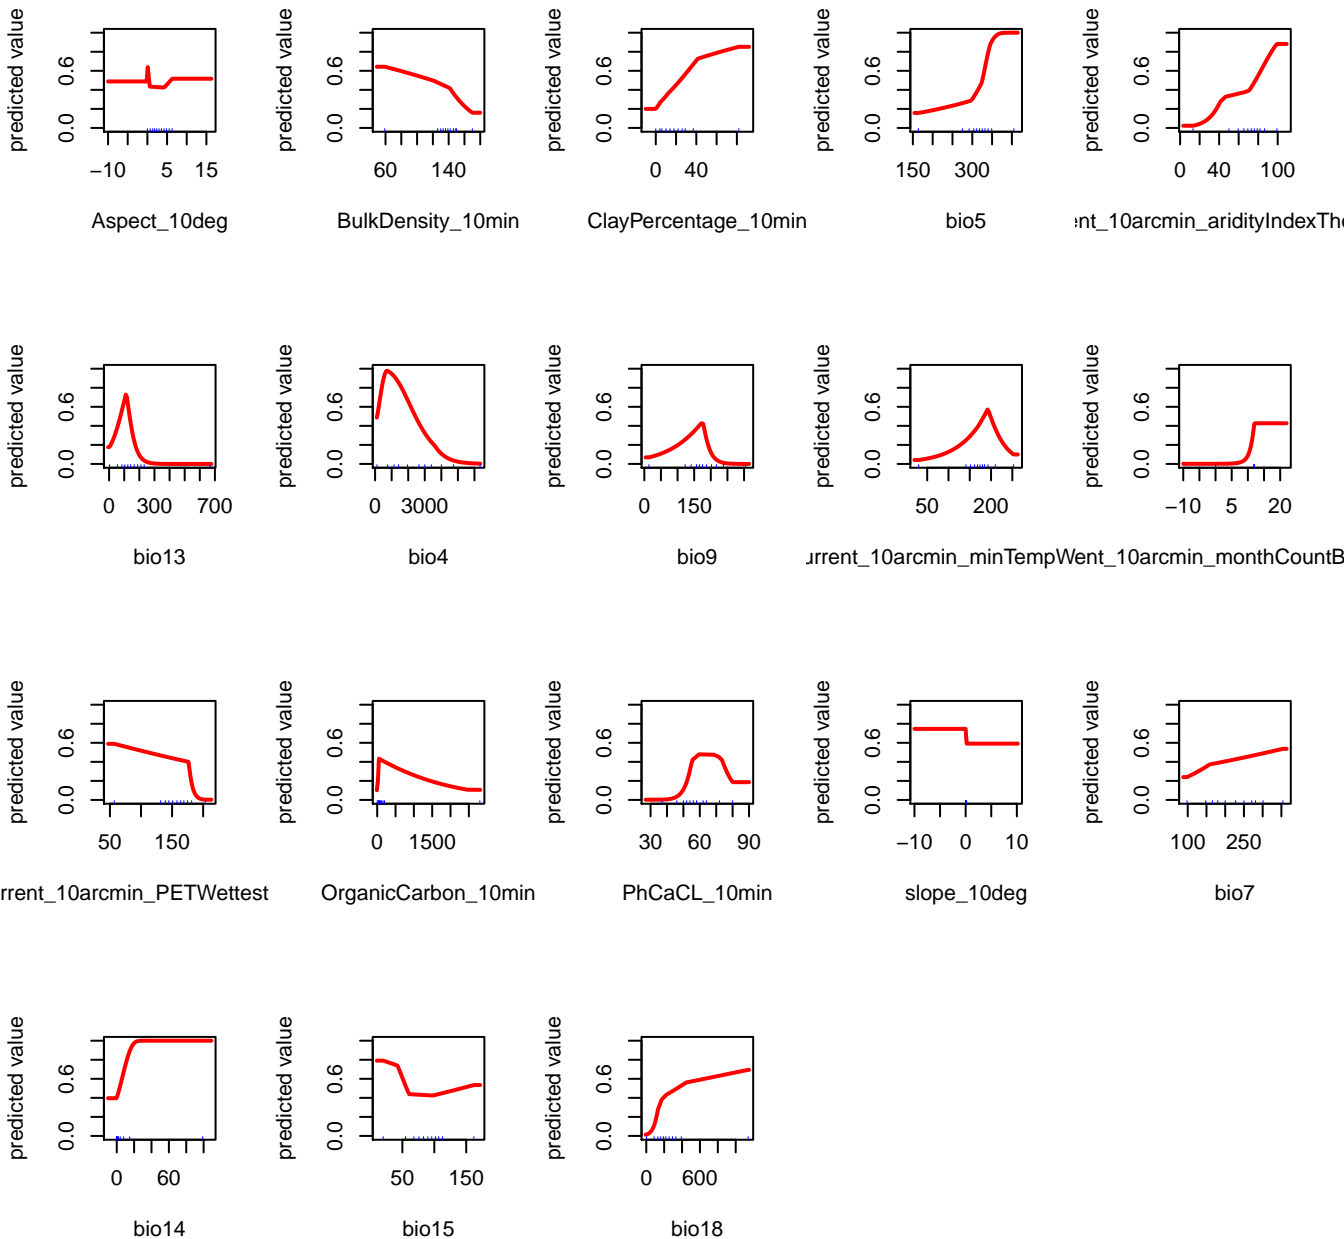 predicted value
0.0 0.6
−10 5 15
Aspect_10deg
predicted value
0.0 0.6
60 140
BulkDensity_10min
predicted value
0.0 0.6
0 40
ClayPercentage_10min
predicted value
0.0 0.6
150 300
bio5
predicted value
0.0 0.6
0 40 100
ent_10arcmin_aridityIndexTho
predicted value
0.0 0.6
0 300 700
bio13
predicted value
0.0 0.6
0 3000
bio4
predicted value
0.0 0.6
0 150
bio9
predicted value
0.0 0.6
50 200
urrent_10arcmin_minTempW
predicted value
0.0 0.6
−10 5 20
ent_10arcmin_monthCountB
predicted value
0.0 0.6
50 150
rrent_10arcmin_PETWettest
predicted value
0.0 0.6
0 1500
OrganicCarbon_10min
predicted value
0.0 0.6
30 60 90
PhCaCL_10min
predicted value
0.0 0.6
−10 0 10
slope_10deg
predicted value
0.0 0.6
100 250
bio7
predicted value
0.0 0.6
0 60
bio14
predicted value
0.0 0.6
50 150
bio15
predicted value
0.0 0.6
0 600
bio18